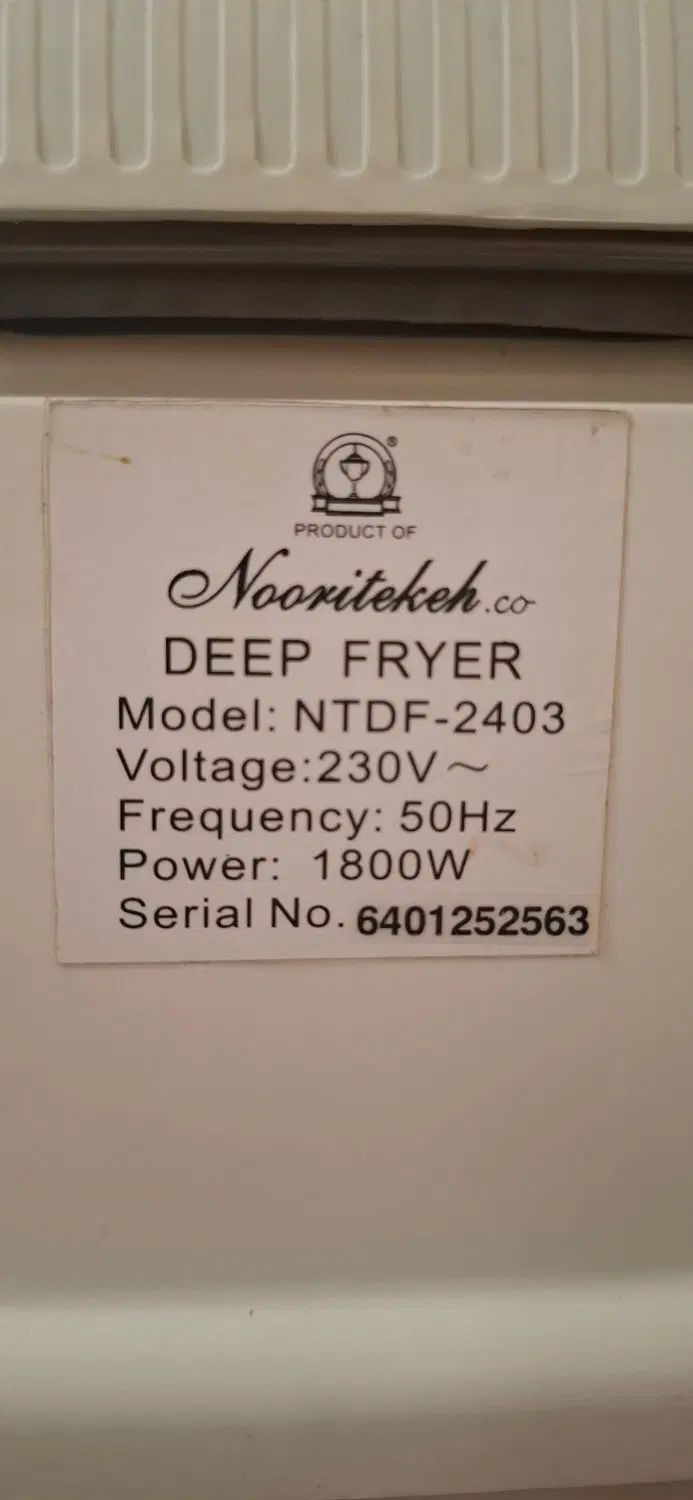 ®
PRODUCT OF
Nooritekeh.co
DEEP FRYER
Model: NTDF-2403
Voltage:230V~
Frequency: 50Hz
Power: 1800W
Serial No. 6401252563